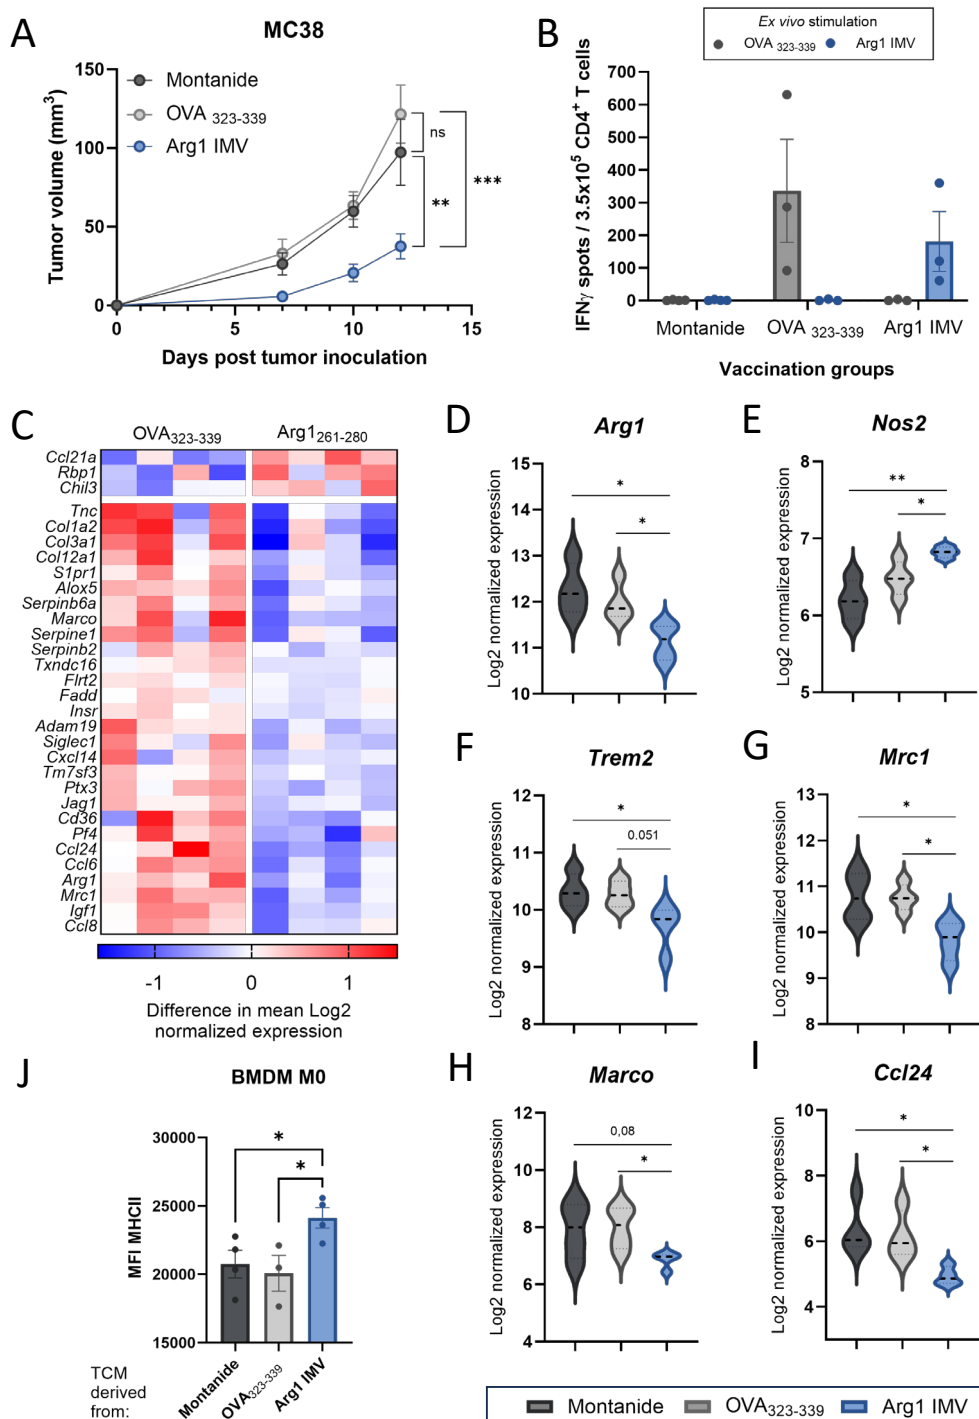 A
MC38
Montanide
OVA 323-339
Arg1 IMV
Tumor volume (mm3)
150
100
50
0
0
5
10
15
ns
**
***
Days post tumor inoculation
B
Ex vivo stimulation
OVA 323-339
Arg1 IMV
IFNγ spots / 3.5x105 CD4+ T cells
700
600
500
400
300
200
100
0
Montanide
OVA 323-339
Arg1 IMV
Vaccination groups
C
OVA323-339
Arg1261-280
Ccl21a
Rbp1
Chil3
Tnc
Col1a2
Col3a1
Col12a1
S1pr1
Alox5
Serpinb6a
Marco
Serpine1
Serpinb2
Txndc16
Flrt2
Fadd
Insr
Adam19
Siglec1
Cxcl14
Tm7sf3
Ptx3
Jag1
Cd36
Pf4
Ccl24
Ccl6
Arg1
Mrc1
Igf1
Ccl8
-1
0
1
Difference in mean Log2
normalized expression
D
Arg1
Log2 normalized expression
15
14
13
12
11
10
*
*
E
Nos2
Log2 normalized expression
8
7
6
5
**
*
F
Trem2
Log2 normalized expression
12
11
10
9
8
*
0.051
G
Mrc1
Log2 normalized expression
13
12
11
10
9
8
*
*
J
BMDM M0
MFI MHCII
30000
25000
20000
15000
*
*
TCM
derived
from:
Montanide
OVA323-339
Arg1 IMV
H
Marco
Log2 normalized expression
12
10
8
6
4
0,08
*
I
Ccl24
Log2 normalized expression
10
8
6
4
*
*
Montanide
OVA323-339
Arg1 IMV